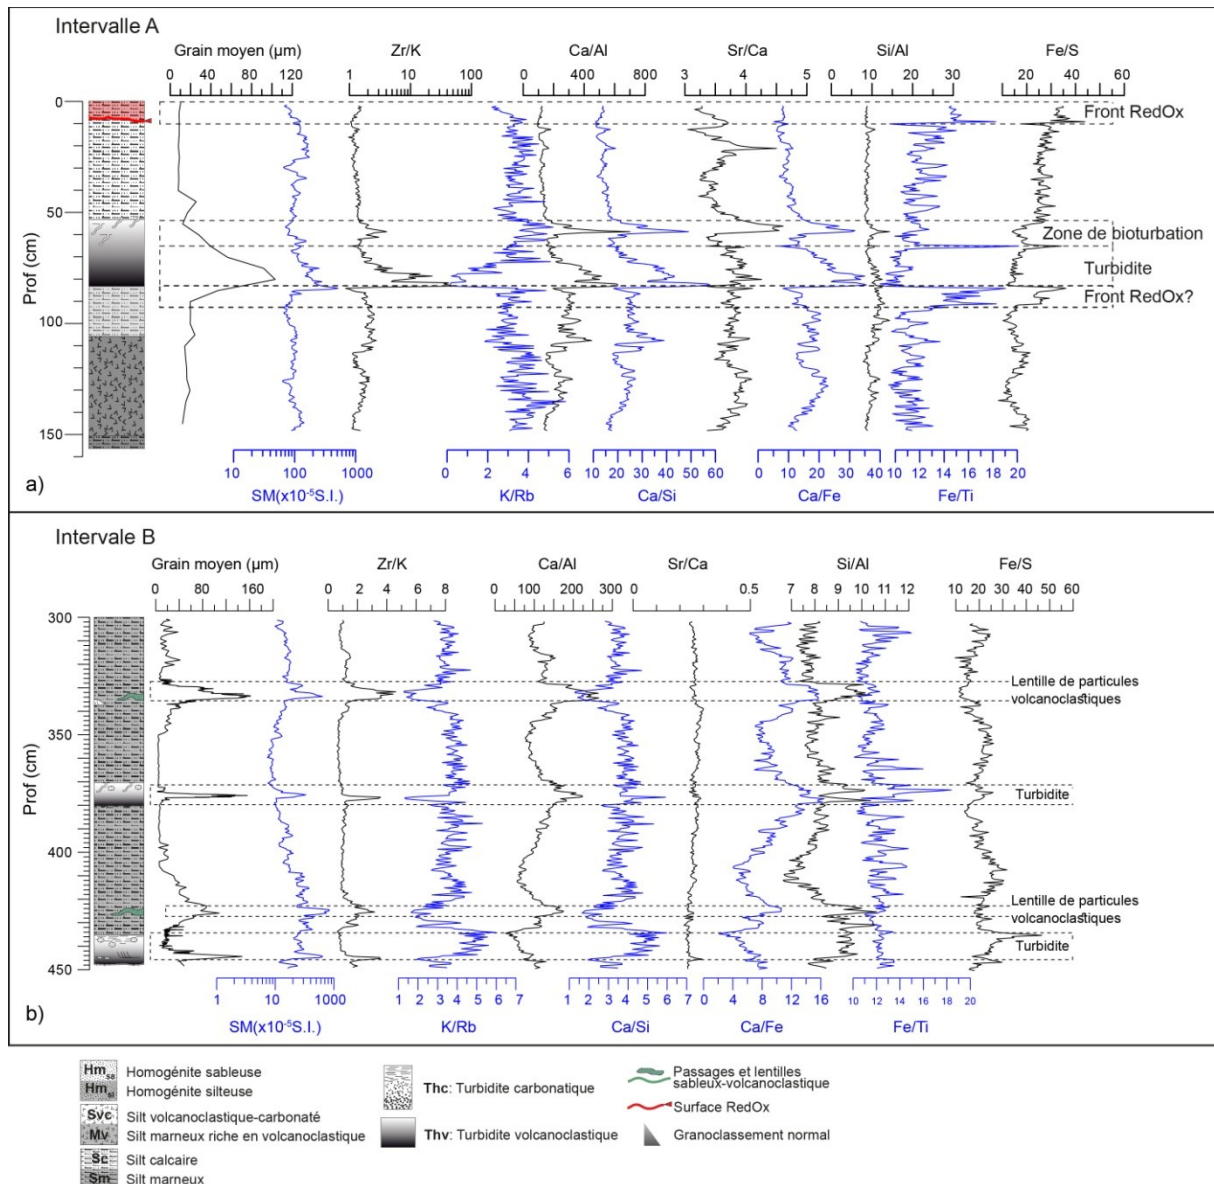 Intervalle A
Grain moyen (µm) Zr/K Ca/Al Sr/Ca Si/Al Fe/S
0 40 80 120 1 10 100 0 400 800 3 4 5 0 10 20 30 20 40 60
0
50
100
150
Prof (cm)
Front RedOx
Zone de bioturbation
Turbidite
Front RedOx?
10 100 1000 0 2 4 6 10 20 30 40 50 60 0 10 20 30 40 10 12 14 16 18 20
SM(x10-5S.I.) K/Rb Ca/Si Ca/Fe Fe/Ti
a)
Intervale B
Grain moyen (µm) Zr/K Ca/Al Sr/Ca Si/Al Fe/S
0 80 160 0 2 4 6 8 0 100 200 300 0 0.5 7 8 9 10 11 12 10 20 30 40 50 60
300
350
400
450
Prof (cm)
Lentille de particules
volcanoclastiques
Turbidite
Lentille de particules
volcanoclastiques
Turbidite
1 10 1000 1 2 3 4 5 6 7 1 2 3 4 5 6 7 0 4 8 12 16 10 12 14 16 18 20
SM(x10-5S.I.) K/Rb Ca/Si Ca/Fe Fe/Ti
b)
Hm sa Homogénite sableuse
Hm si Homogénite silteuse
Svc Silt volcanoclastique-carbonaté
Mv Silt marneux riche en volcanoclastique
Sc Silt calcaire
Sm Silt marneux
Thc: Turbidite carbonatique
Thv: Turbidite volcanoclastique
Passages et lentilles
sableux-volcanoclastique
Surface RedOx
Granoclassement normal